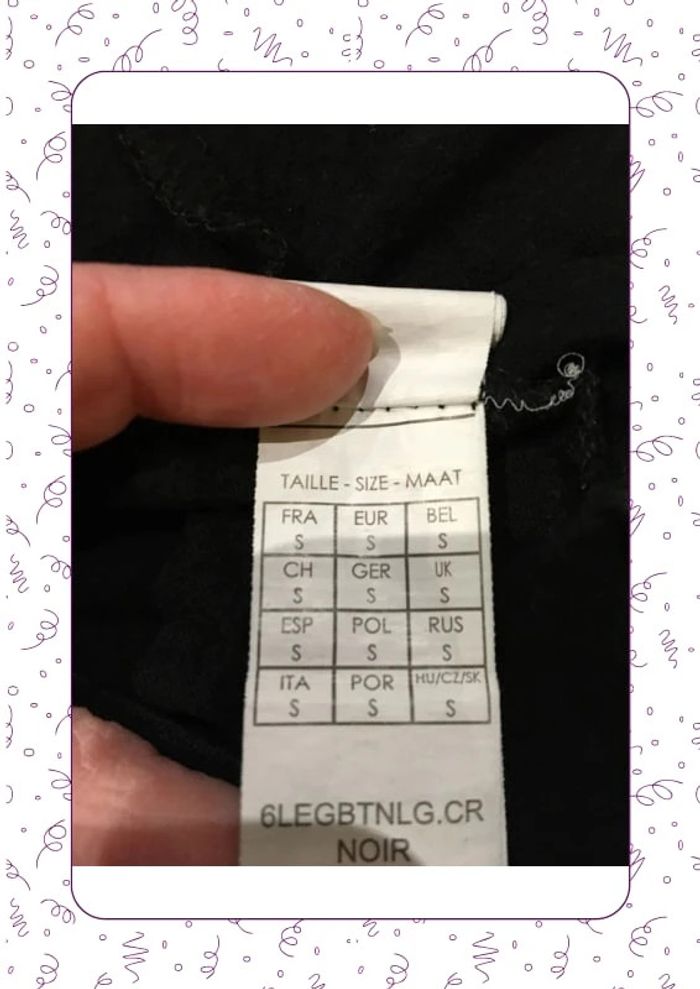 TAILLE - SIZE - MAAT
FRA EUR BEL
S S S
CH GER UK
S S S
ESP POL RUS
S S S
ITA POR HU/CZ/SK
S S S
6LEGBTNLG.CR
NOIR